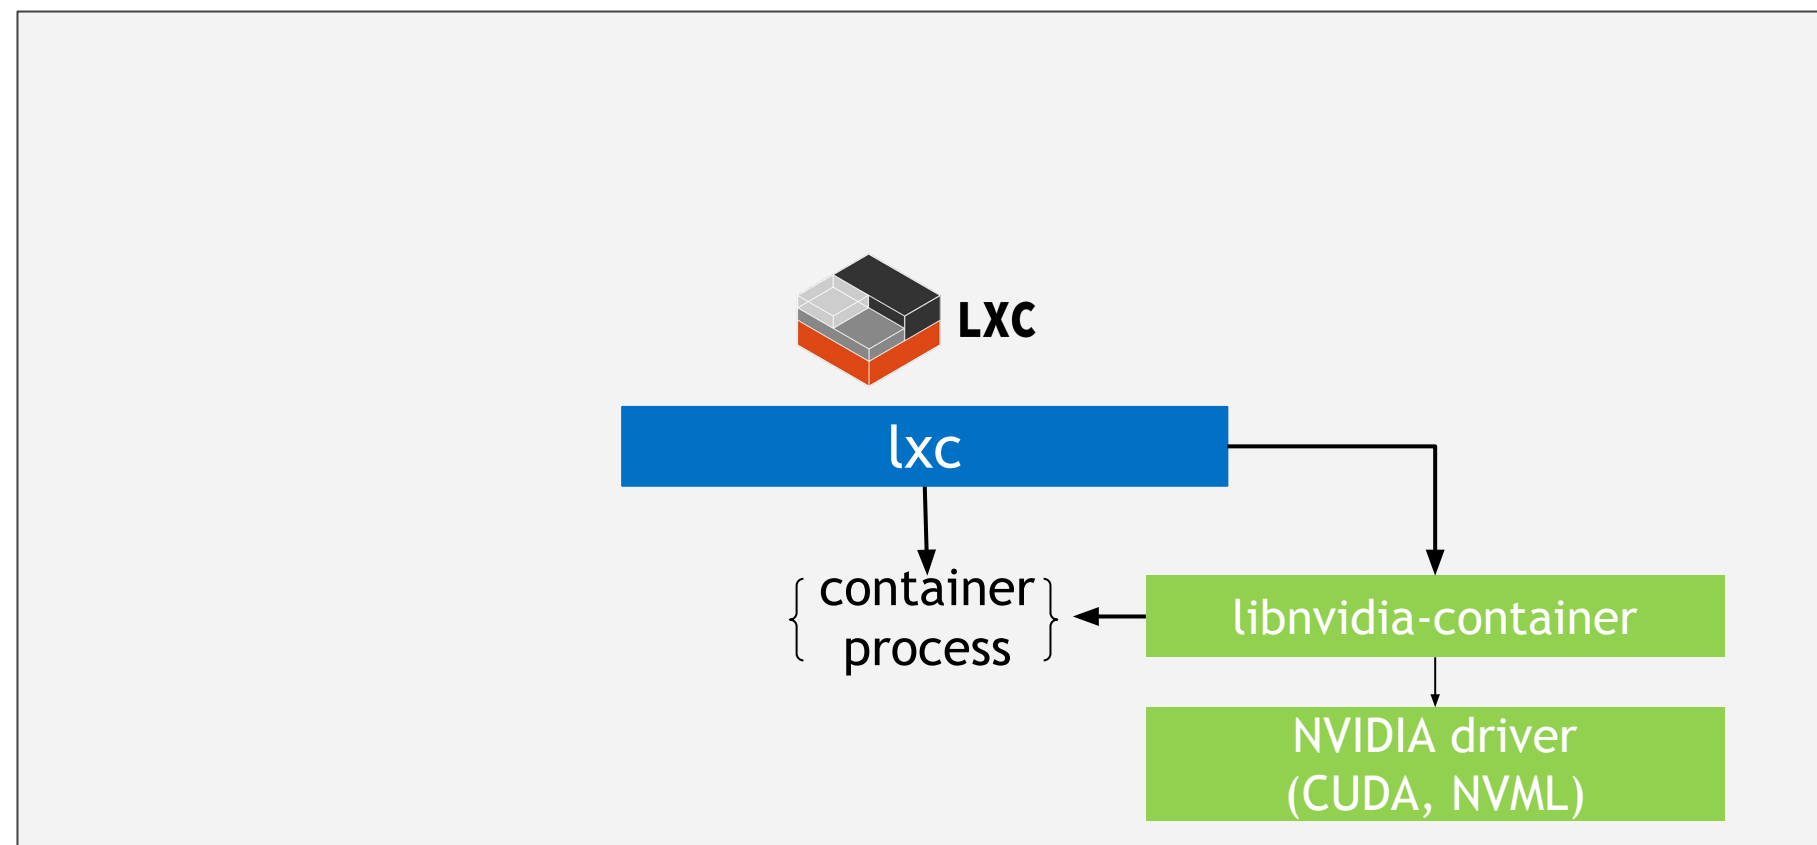 LXC
lxc
container
process
libnvidia-container
NVIDIA driver
(CUDA, NVML)